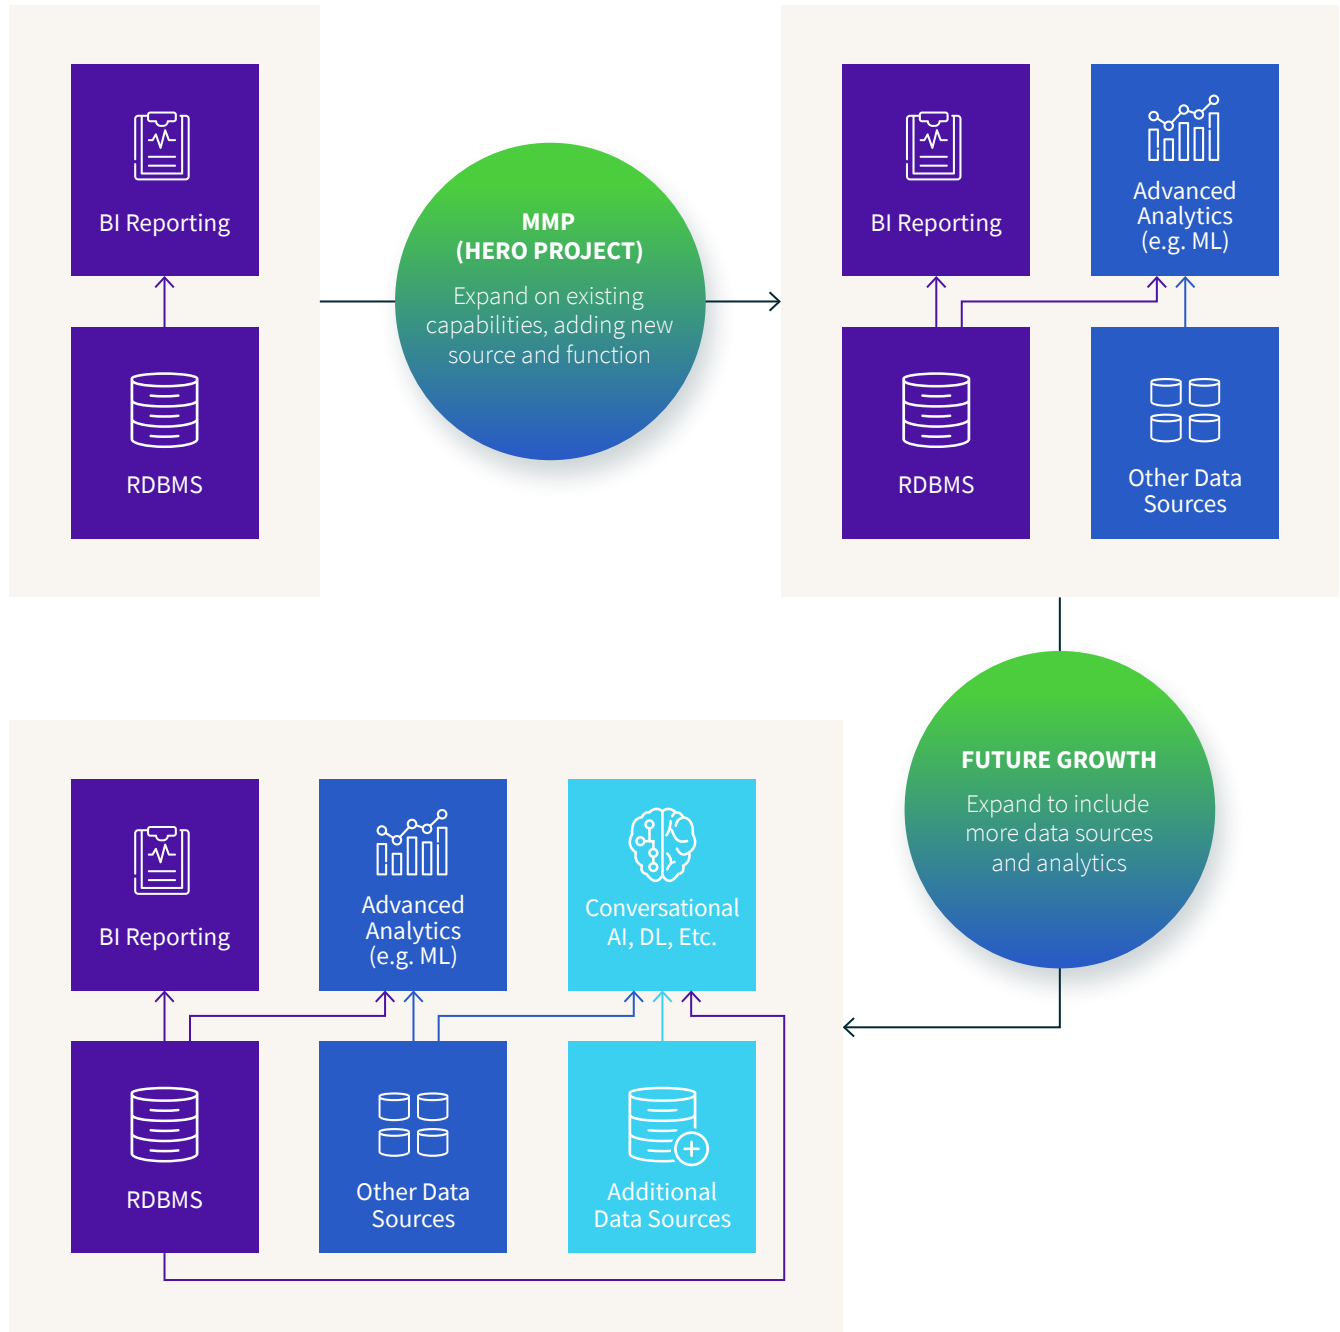 BI Reporting
RDBMS
MMP
(HERO PROJECT)
Expand on existing
capabilities, adding new
source and function
BI Reporting
Advanced
Analytics
(e.g. ML)
RDBMS
Other Data
Sources
FUTURE GROWTH
Expand to include
more data sources
and analytics
BI Reporting
Advanced
Analytics
(e.g. ML)
Conversational
AI, DL, Etc.
RDBMS
Other Data
Sources
Additional
Data Sources